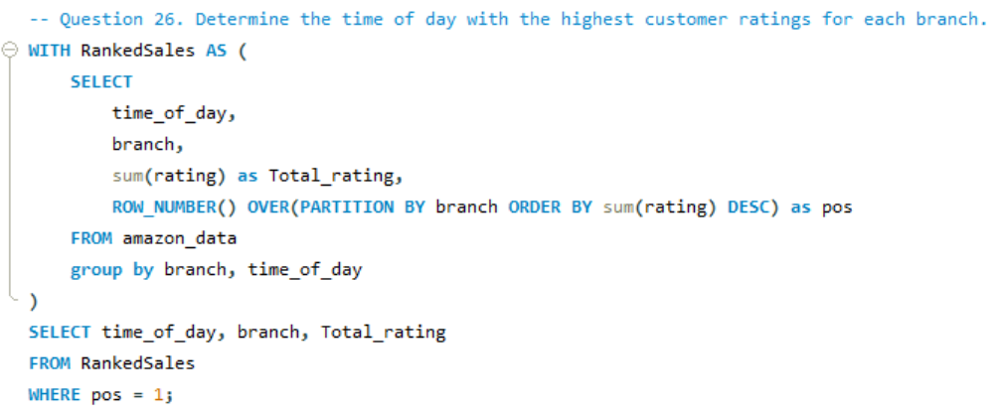 -- Question 26. Determine the time of day with the highest customer ratings for each branch.
WITH RankedSales AS (
SELECT
time_of_day,
branch,
sum(rating) as Total_rating,
ROW_NUMBER() OVER(PARTITION BY branch ORDER BY sum(rating) DESC) as pos
FROM amazon_data
group by branch, time_of_day
)
SELECT time_of_day, branch, Total_rating
FROM RankedSales
WHERE pos = 1;